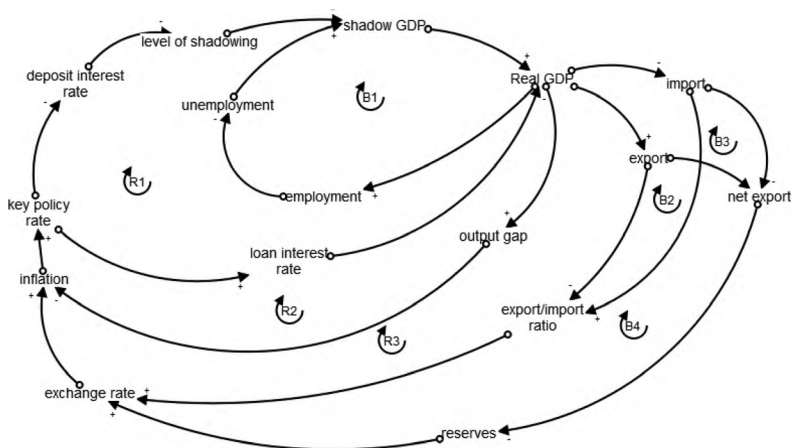 shadow GDP
level of shadowing
deposit interest
rate
unemployment
B1
Real GDP
import
B3
export
R1
employment
B2
net export
key policy
rate
output gap
loan interest
rate
inflation
R2
export/import
ratio
B4
R3
exchange rate
reserves
-
-
+
+
-
-
-
-
+
+
-
+
+
-
+
-
+
-
+
+
+
-